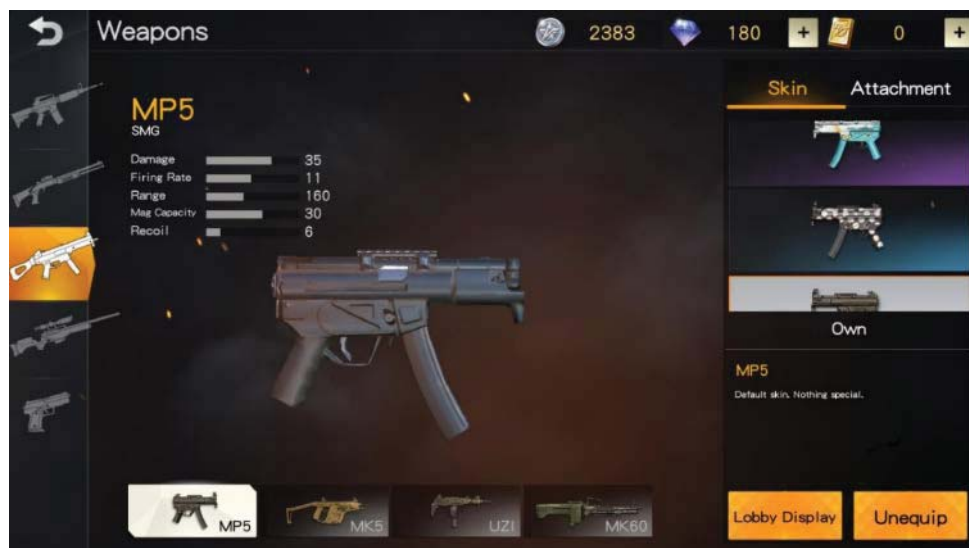 Weapons
2383
180
+
0
+
Skin
Attachment
MP5
SMG
Damage 35
Firing Rate 11
Range 160
Mag Capacity 30
Recoil 6
Own
MP5
Default skin. Nothing special.
MP5
MK5
UZI
MK60
Lobby Display
Unequip